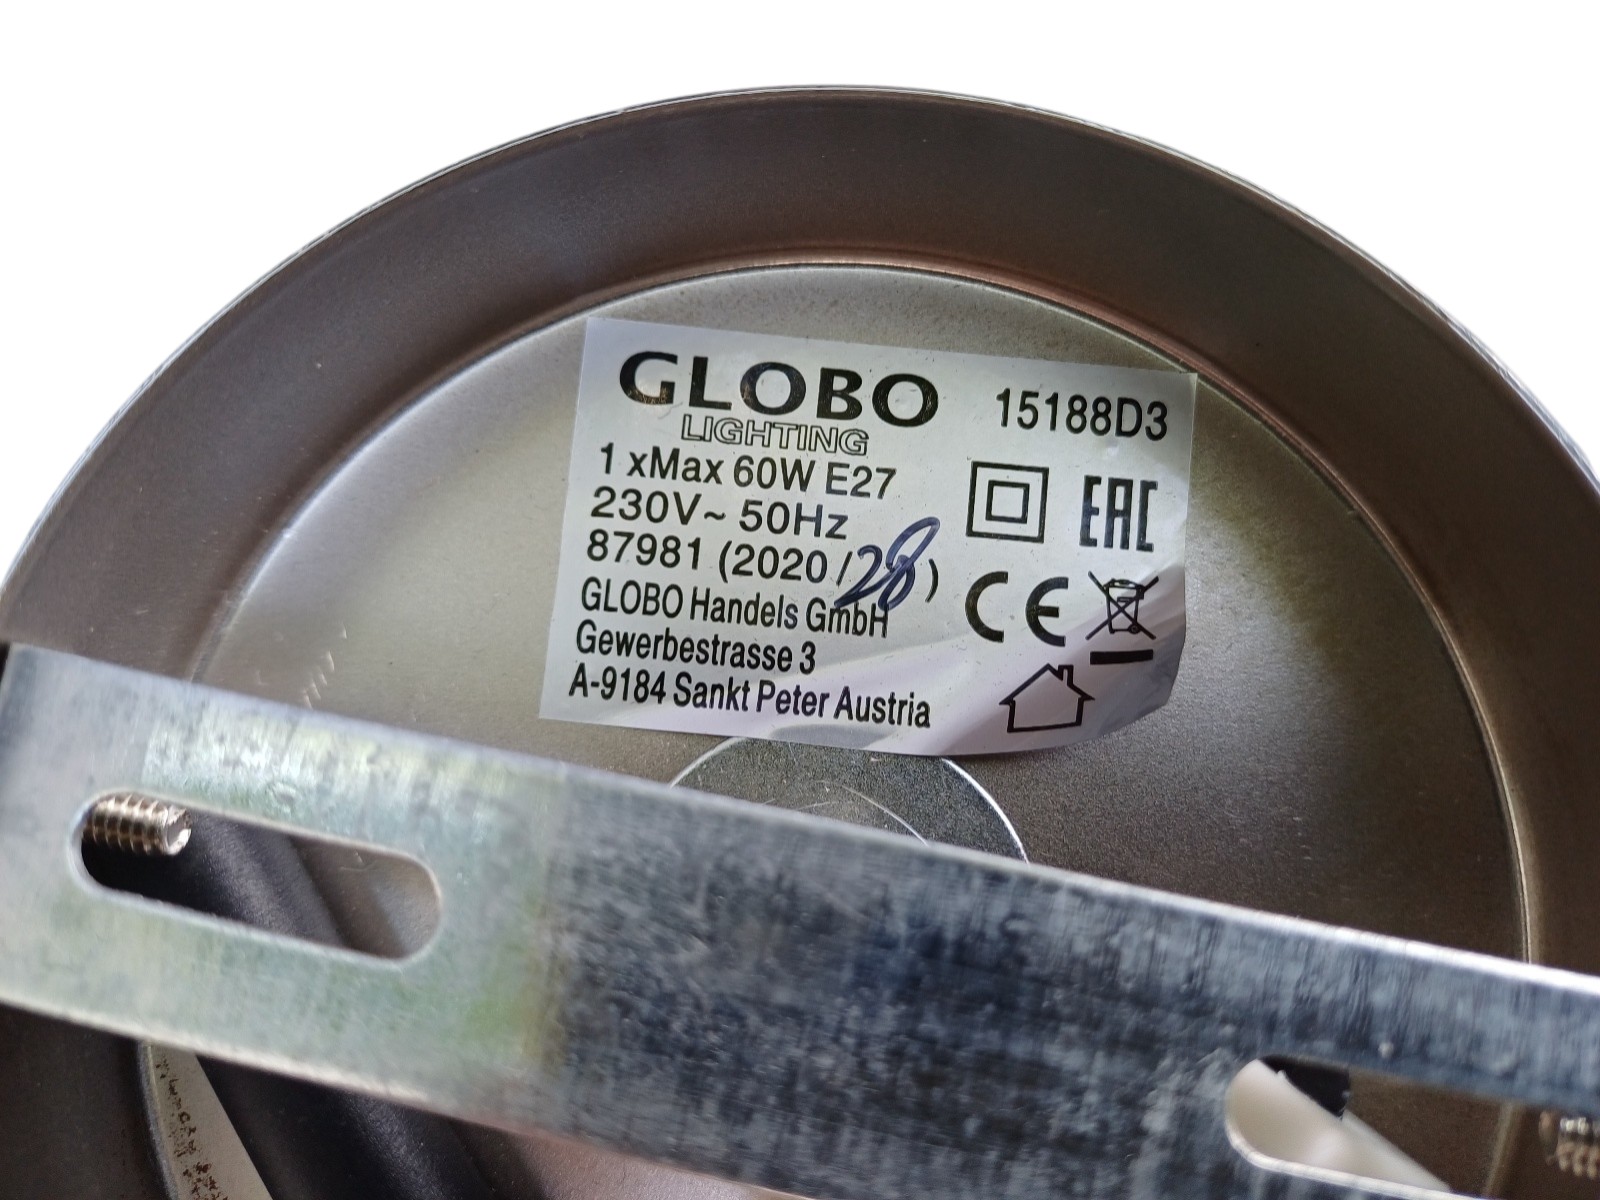 GLOBO 15188D3
LIGHTING
1 xMax 60W E27
230V~ 50Hz
87981 (2020/28)
GLOBO Handels GmbH
Gewerbestrasse 3
A-9184 Sankt Peter Austria
EAC
CE